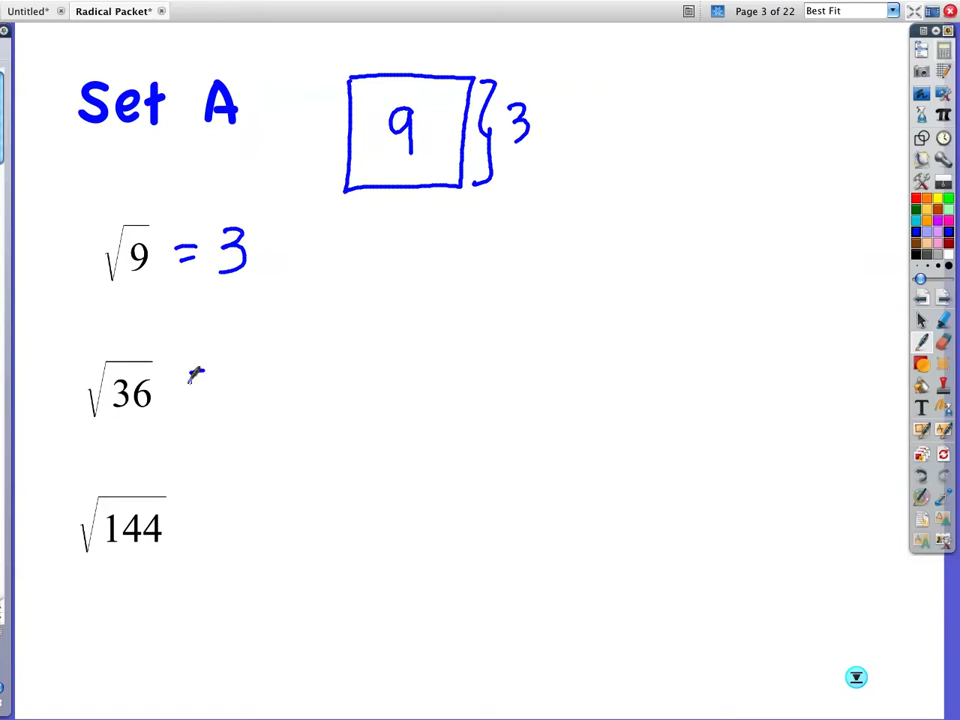 Untitled* Radical Packet* Page 3 of 22 Best Fit
Set A
9 3
√9 = 3
√36
√144
T